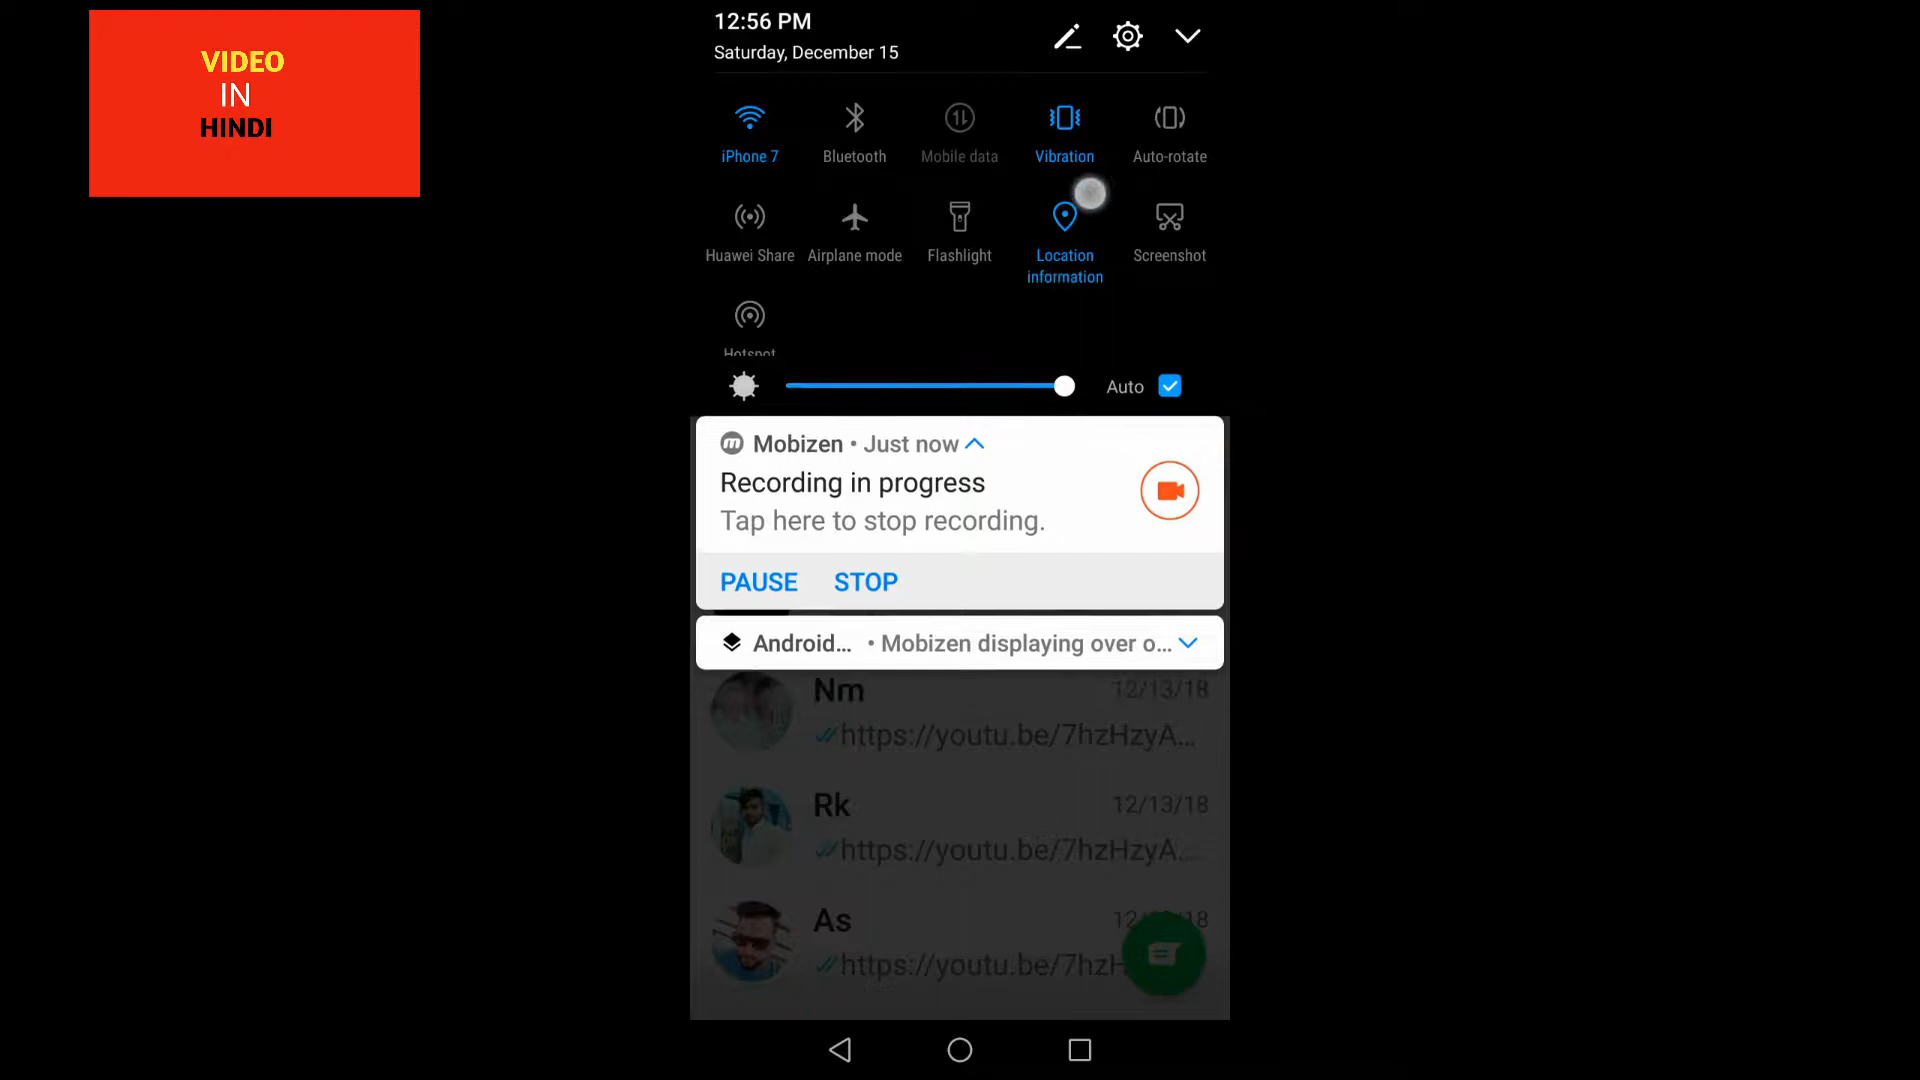 VIDEO
IN
HINDI
12:56 PM
Saturday, December 15
iPhone 7
Bluetooth
Mobile data
Vibration
Auto-rotate
Huawei Share
Airplane mode
Flashlight
Location
information
Screenshot
Hotspot
Auto
Mobizen • Just now
Recording in progress
Tap here to stop recording.
PAUSE STOP
Android... • Mobizen displaying over o...
Nm 12/13/18
https://youtu.be/7hzHzyA...
Rk 12/13/18
https://youtu.be/7hzHzyA...
As
https://youtu.be/7hzH